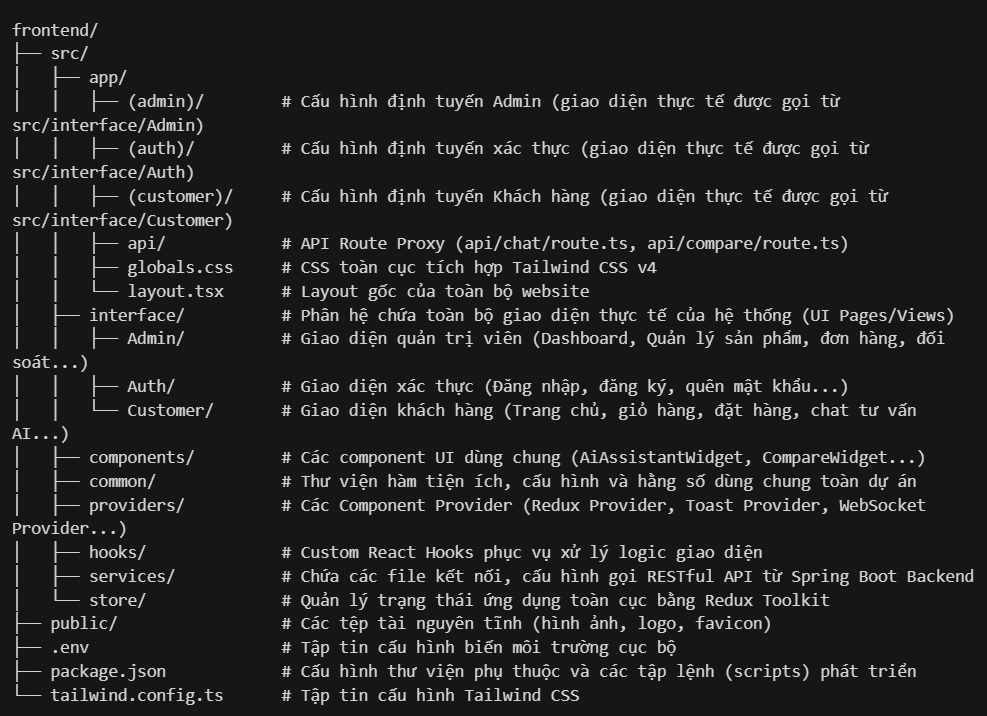 frontend/
├── src/
│   ├── app/
│   │   ├── (admin)/        # Cấu hình định tuyến Admin (giao diện thực tế được gọi từ
src/interface/Admin)
│   │   ├── (auth)/         # Cấu hình định tuyến xác thực (giao diện thực tế được gọi từ
src/interface/Auth)
│   │   ├── (customer)/     # Cấu hình định tuyến Khách hàng (giao diện thực tế được gọi từ
src/interface/Customer)
│   │   ├── api/            # API Route Proxy (api/chat/route.ts, api/compare/route.ts)
│   │   ├── globals.css     # CSS toàn cục tích hợp Tailwind CSS v4
│   │   └── layout.tsx      # Layout gốc của toàn bộ website
│   ├── interface/          # Phân hệ chứa toàn bộ giao diện thực tế của hệ thống (UI Pages/Views)
│   │   ├── Admin/          # Giao diện quản trị viên (Dashboard, Quản lý sản phẩm, đơn hàng, đối
soát...)
│   │   ├── Auth/           # Giao diện xác thực (Đăng nhập, đăng ký, quên mật khẩu...)
│   │   └── Customer/       # Giao diện khách hàng (Trang chủ, giỏ hàng, đặt hàng, chat tư vấn
AI...)
│   ├── components/         # Các component UI dùng chung (AiAssistantWidget, CompareWidget...)
│   ├── common/             # Thư viện hàm tiện ích, cấu hình và hằng số dùng chung toàn dự án
│   ├── providers/          # Các Component Provider (Redux Provider, Toast Provider, WebSocket
Provider...)
│   ├── hooks/              # Custom React Hooks phục vụ xử lý logic giao diện
│   ├── services/           # Chứa các file kết nối, cấu hình gọi RESTful API từ Spring Boot Backend
│   └── store/              # Quản lý trạng thái ứng dụng toàn cục bằng Redux Toolkit
├── public/                 # Các tệp tài nguyên tĩnh (hình ảnh, logo, favicon)
├── .env                    # Tập tin cấu hình biến môi trường cục bộ
├── package.json            # Cấu hình thư viện phụ thuộc và các tập lệnh (scripts) phát triển
└── tailwind.config.ts      # Tập tin cấu hình Tailwind CSS